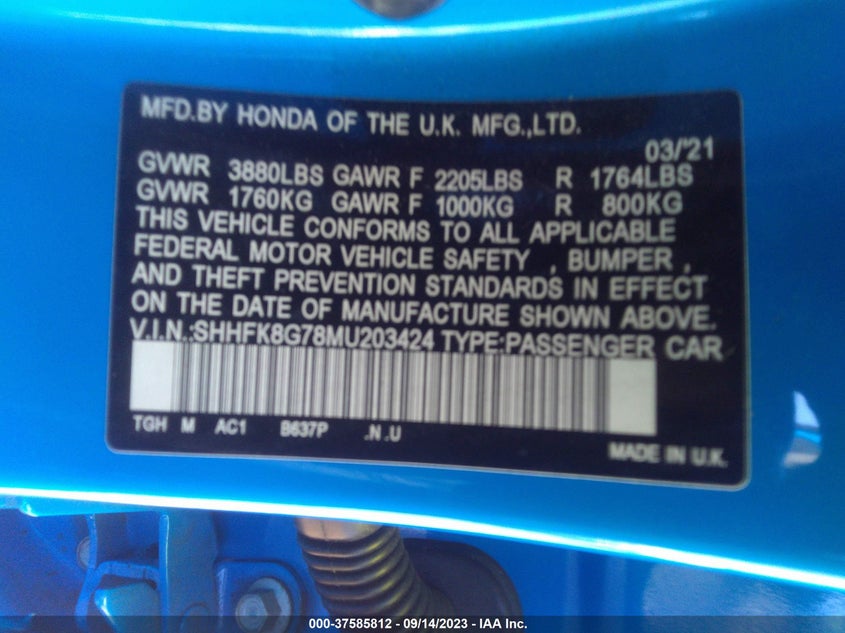 MFD.BY HONDA OF THE U.K. MFG.,LTD.
03/'21
GVWR 3880LBS GAWR F 2205LBS R 1764LBS
GVWR 1760KG GAWR F 1000KG R 800KG
THIS VEHICLE CONFORMS TO ALL APPLICABLE
FEDERAL MOTOR VEHICLE SAFETY , BUMPER ,
AND THEFT PREVENTION STANDARDS IN EFFECT
ON THE DATE OF MANUFACTURE SHOWN ABOVE.
V.I.N.:SHHFK8G78MU203424 TYPE:PASSENGER CAR
TGH M AC1 B637P .N .U
MADE IN U.K.
000-37585812 - 09/14/2023 - IAA Inc.